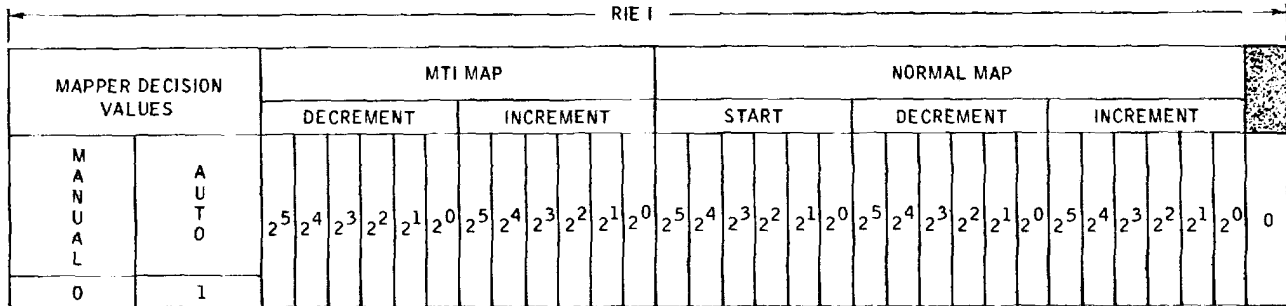 RIE I
MAPPER DECISION VALUES
MTI MAP
NORMAL MAP
DECREMENT
INCREMENT
START
DECREMENT
INCREMENT
MANUAL
AUTO
2⁵ 2⁴ 2³ 2² 2¹ 2⁰ 2⁵ 2⁴ 2³ 2² 2¹ 2⁰ 2⁵ 2⁴ 2³ 2² 2¹ 2⁰ 2⁵ 2⁴ 2³ 2² 2¹ 2⁰ 2⁵ 2⁴ 2³ 2² 2¹ 2⁰ 0
0 1